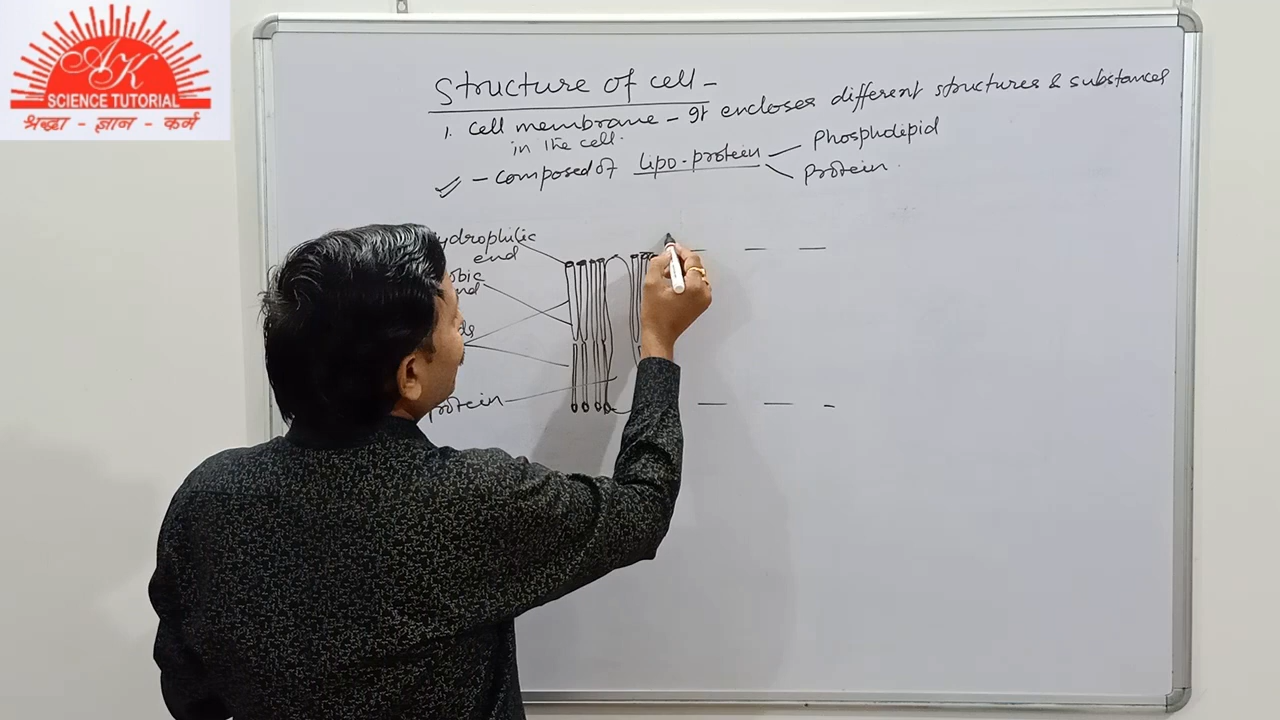 AK
SCIENCE TUTORIAL
श्रद्धा - ज्ञान - कर्म
Structure of cell -
1. Cell membrane - It encloses different structures & substances
in the cell.
- composed of Lipo-protein
Phospholipid
Protein
end
protein